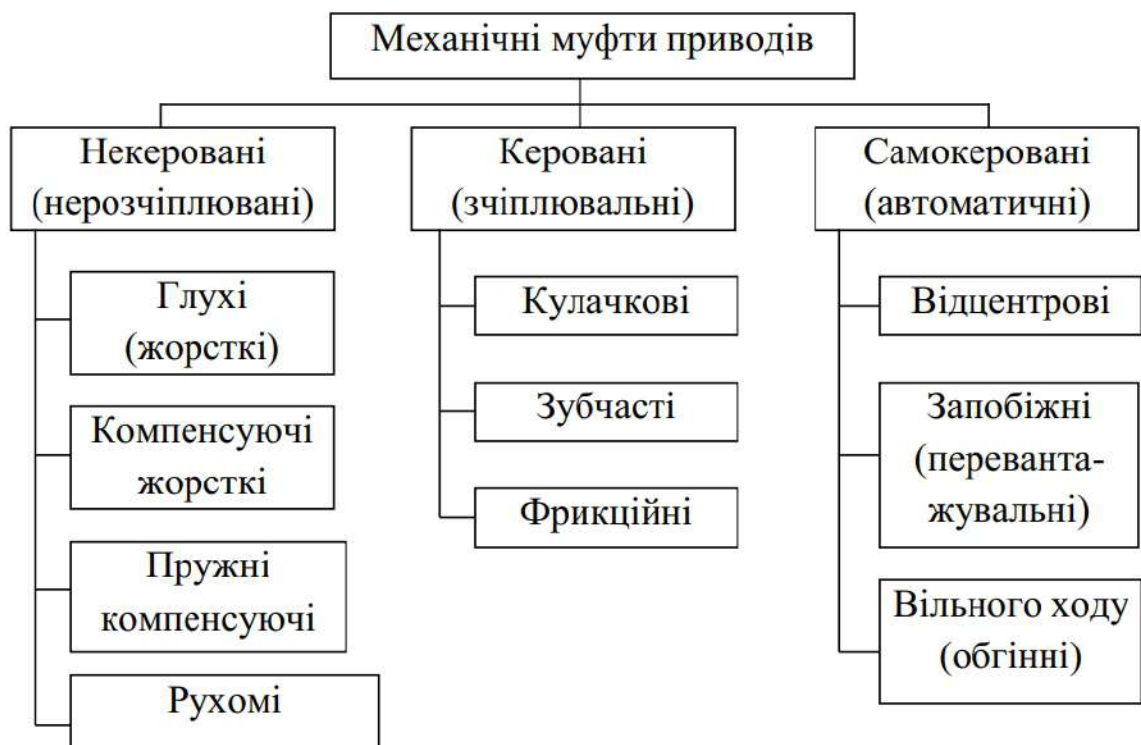 Механічні муфти приводів
Некеровані
(нерозчіплювані)
Глухі
(жорсткі)
Компенсуючі
жорсткі
Пружні
компенсуючі
Рухомі
Керовані
(зчіплювальні)
Кулачкові
Зубчасті
Фрикційні
Самокеровані
(автоматичні)
Відцентрові
Запобіжні
(перевант-
жувальні)
Вільного ходу
(обгінні)